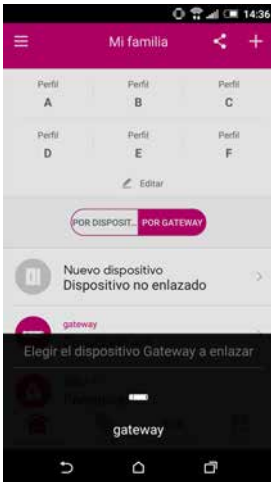 14:36
Mi familia
Perfil Perfil Perfil
A B C
Perfil Perfil Perfil
D E F
Editar
POR DISPOSIT... POR GATEWAY
Nuevo dispositivo
Dispositivo no enlazado
gateway
Elegir el dispositivo Gateway a enlazar
gateway